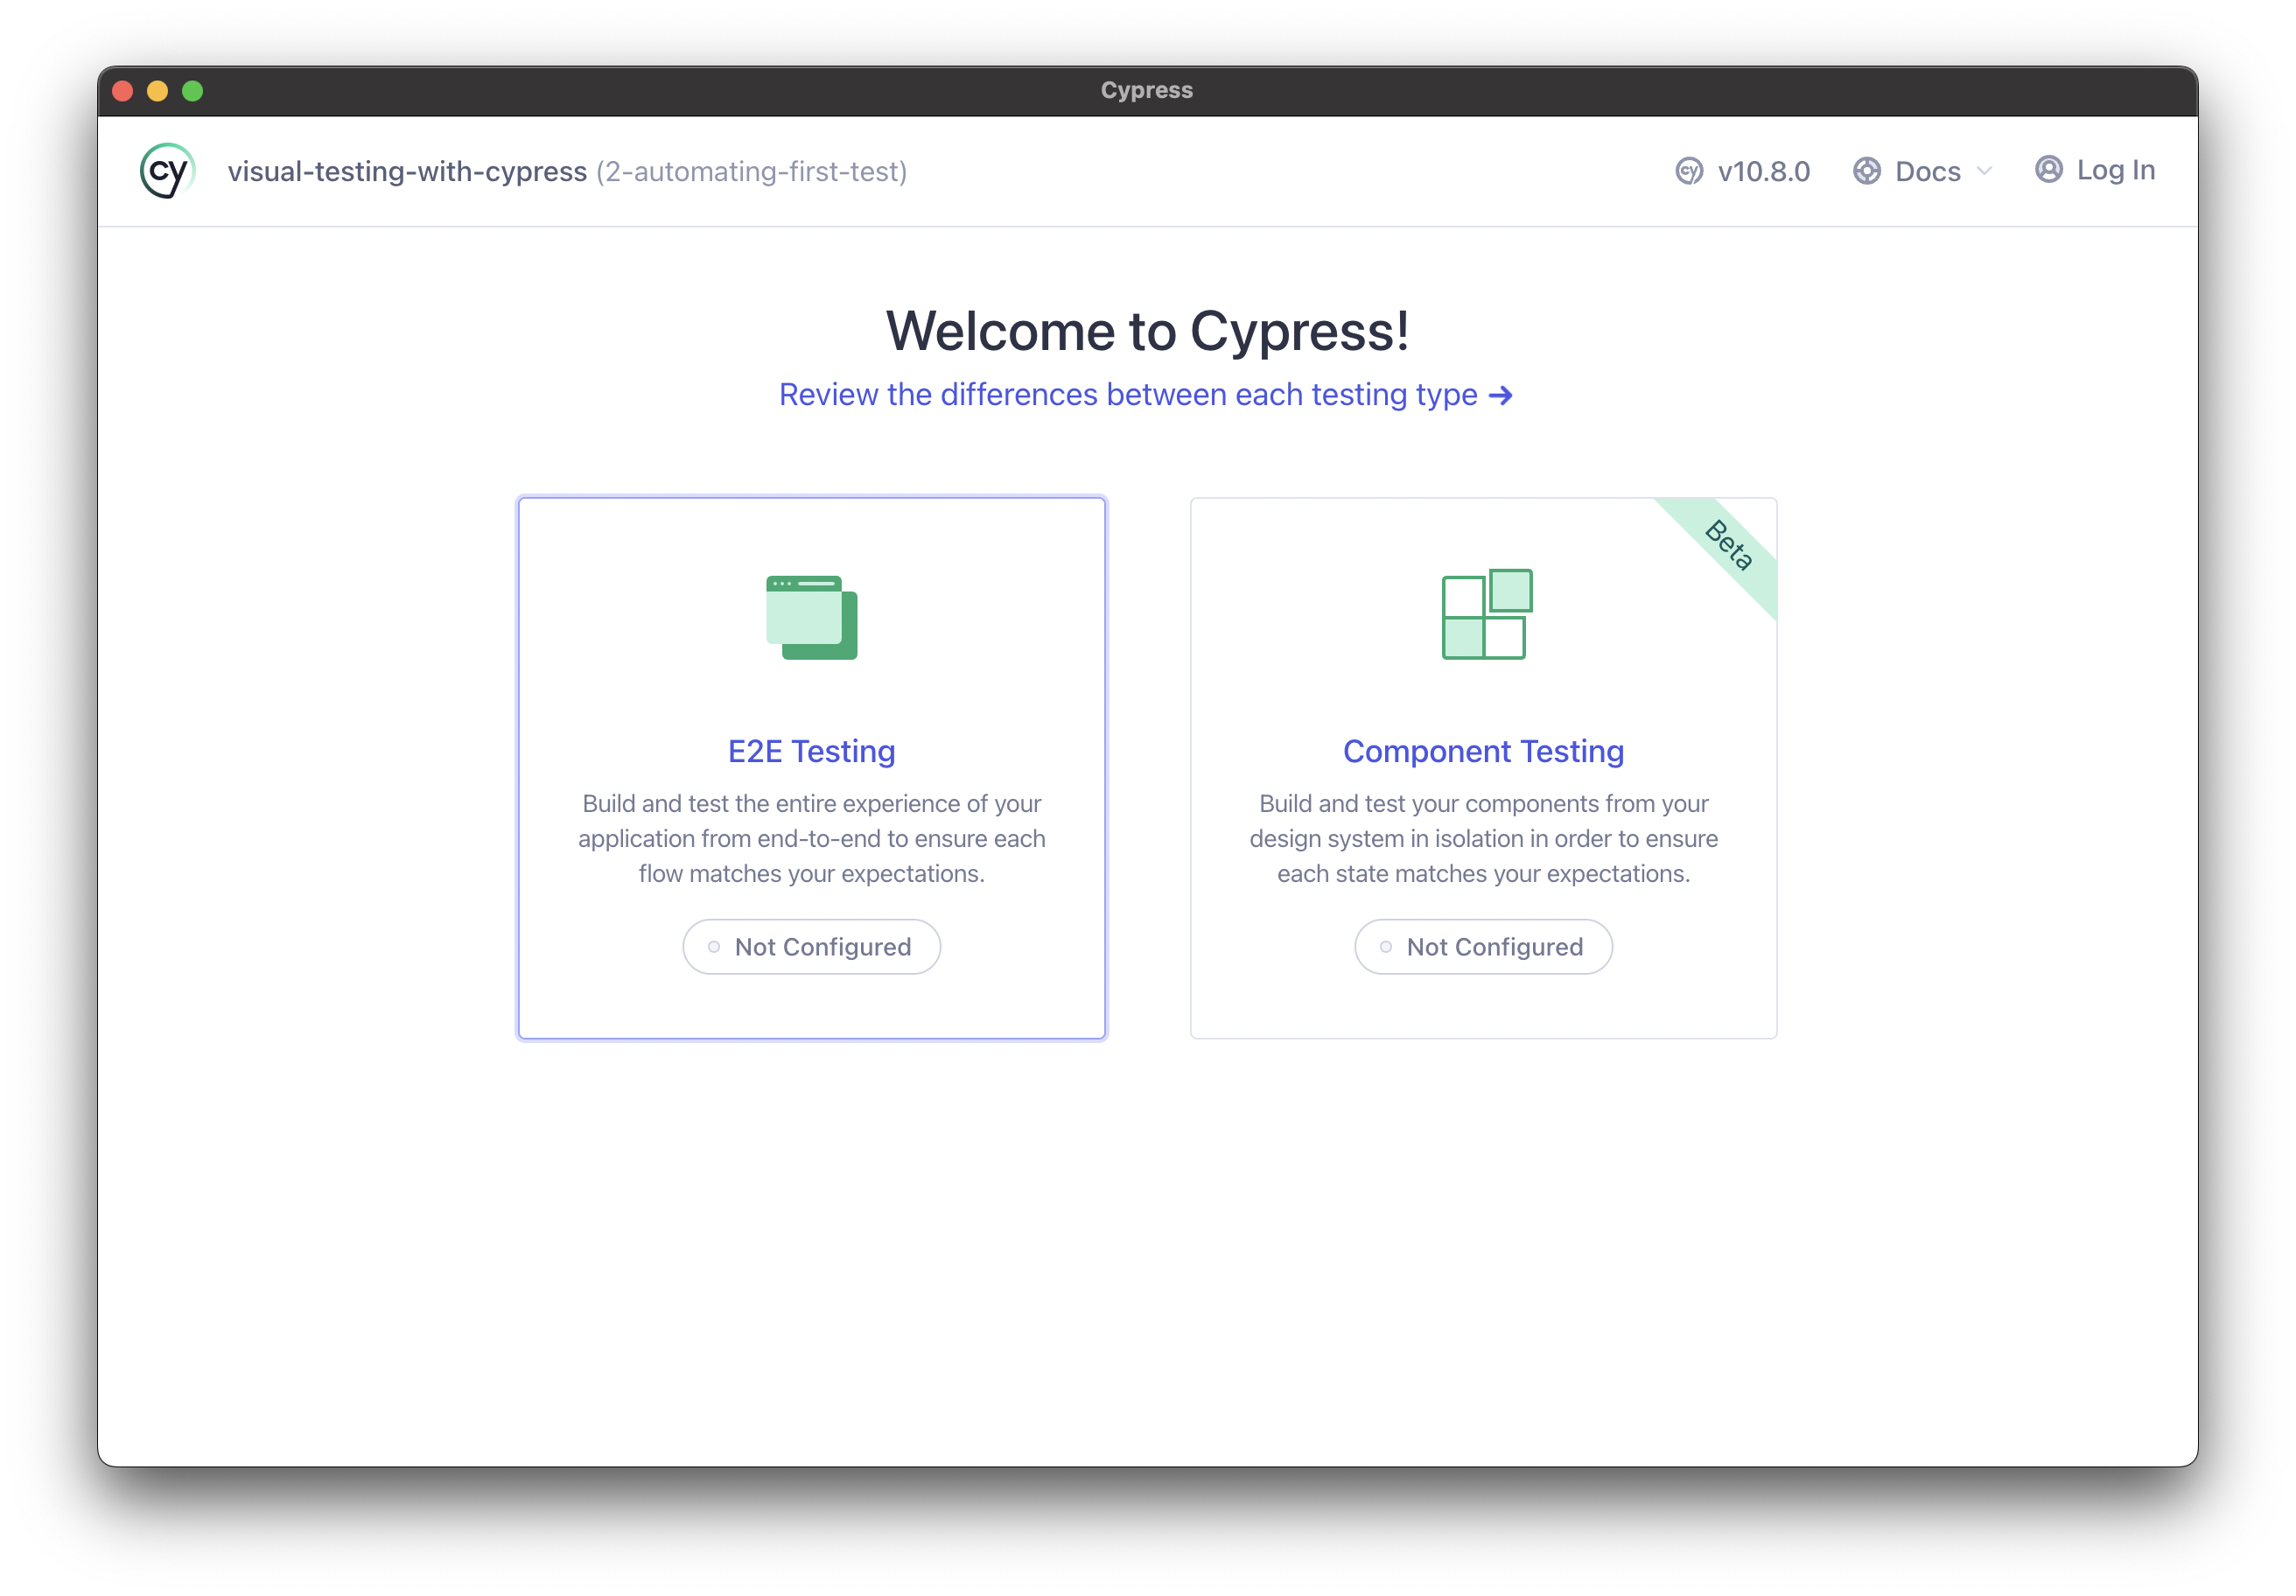 Cypress
cy visual-testing-with-cypress (2-automating-first-test)
cy v10.8.0 Docs Log In
Welcome to Cypress!
Review the differences between each testing type →
Beta
E2E Testing
Build and test the entire experience of your
application from end-to-end to ensure each
flow matches your expectations.
Not Configured
Component Testing
Build and test your components from your
design system in isolation in order to ensure
each state matches your expectations.
Not Configured